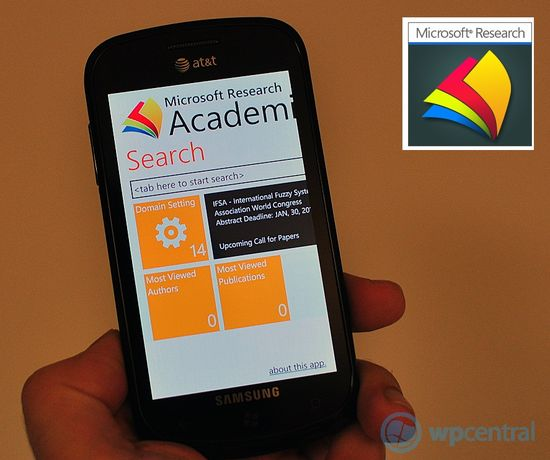 Microsoft® Research
at&t
Microsoft Research
Academi
Search
<tab here to start search>
Domain Setting
14
IFSA - International Fuzzy Syste
Association World Congress
Abstract Deadline: JAN, 30, 20
Upcoming Call for Papers
Most Viewed
Authors
0
Most Viewed
Publications
0
about this app.
SAMSUNG
wpcentral